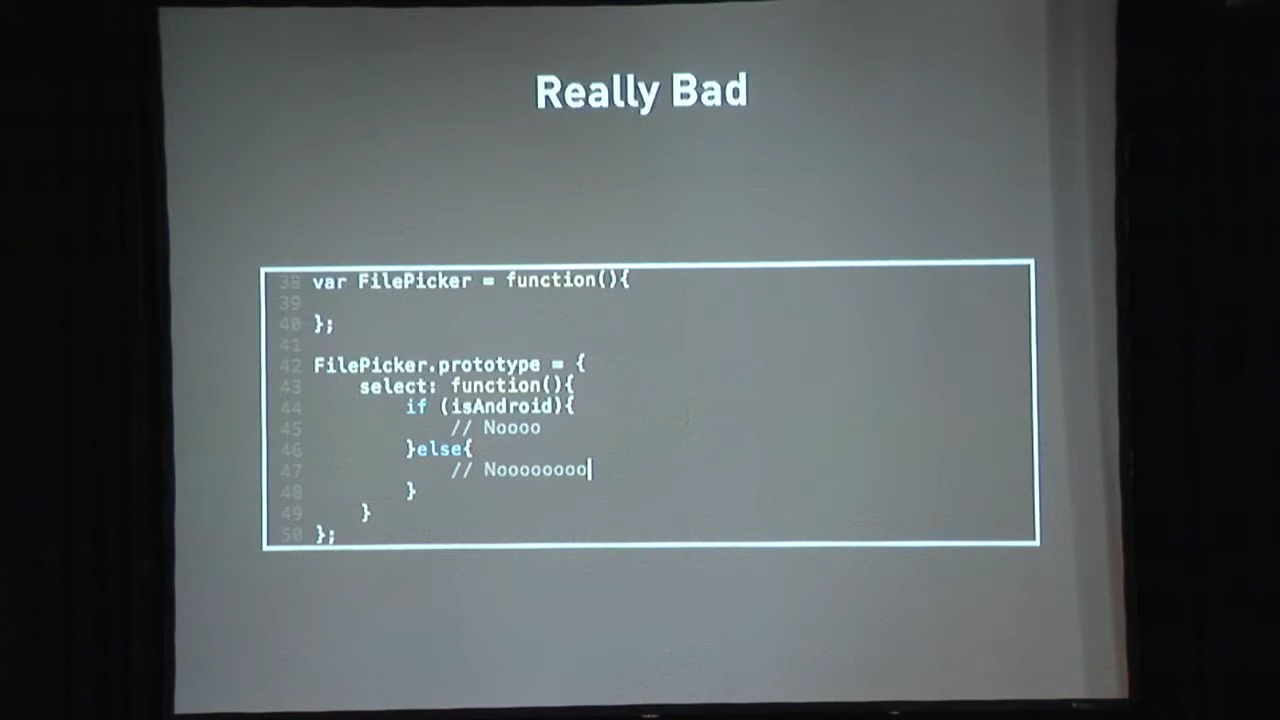 Really Bad
38 var FilePicker = function(){
39
40 };
41
42 FilePicker.prototype = {
43 select: function(){
44 if (isAndroid){
45 // Noooo
46 }else{
47 // Noooooooo
48 }
49 }
50 };